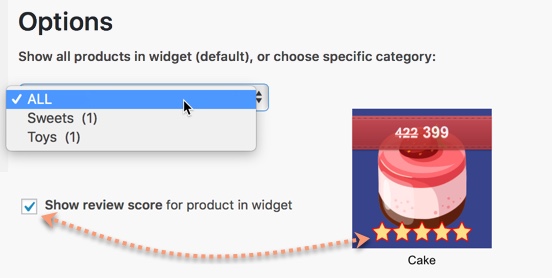 Options
Show all products in widget (default), or choose specific category:
✓ ALL
Sweets (1)
Toys (1)
422 399
Show review score for product in widget
Cake